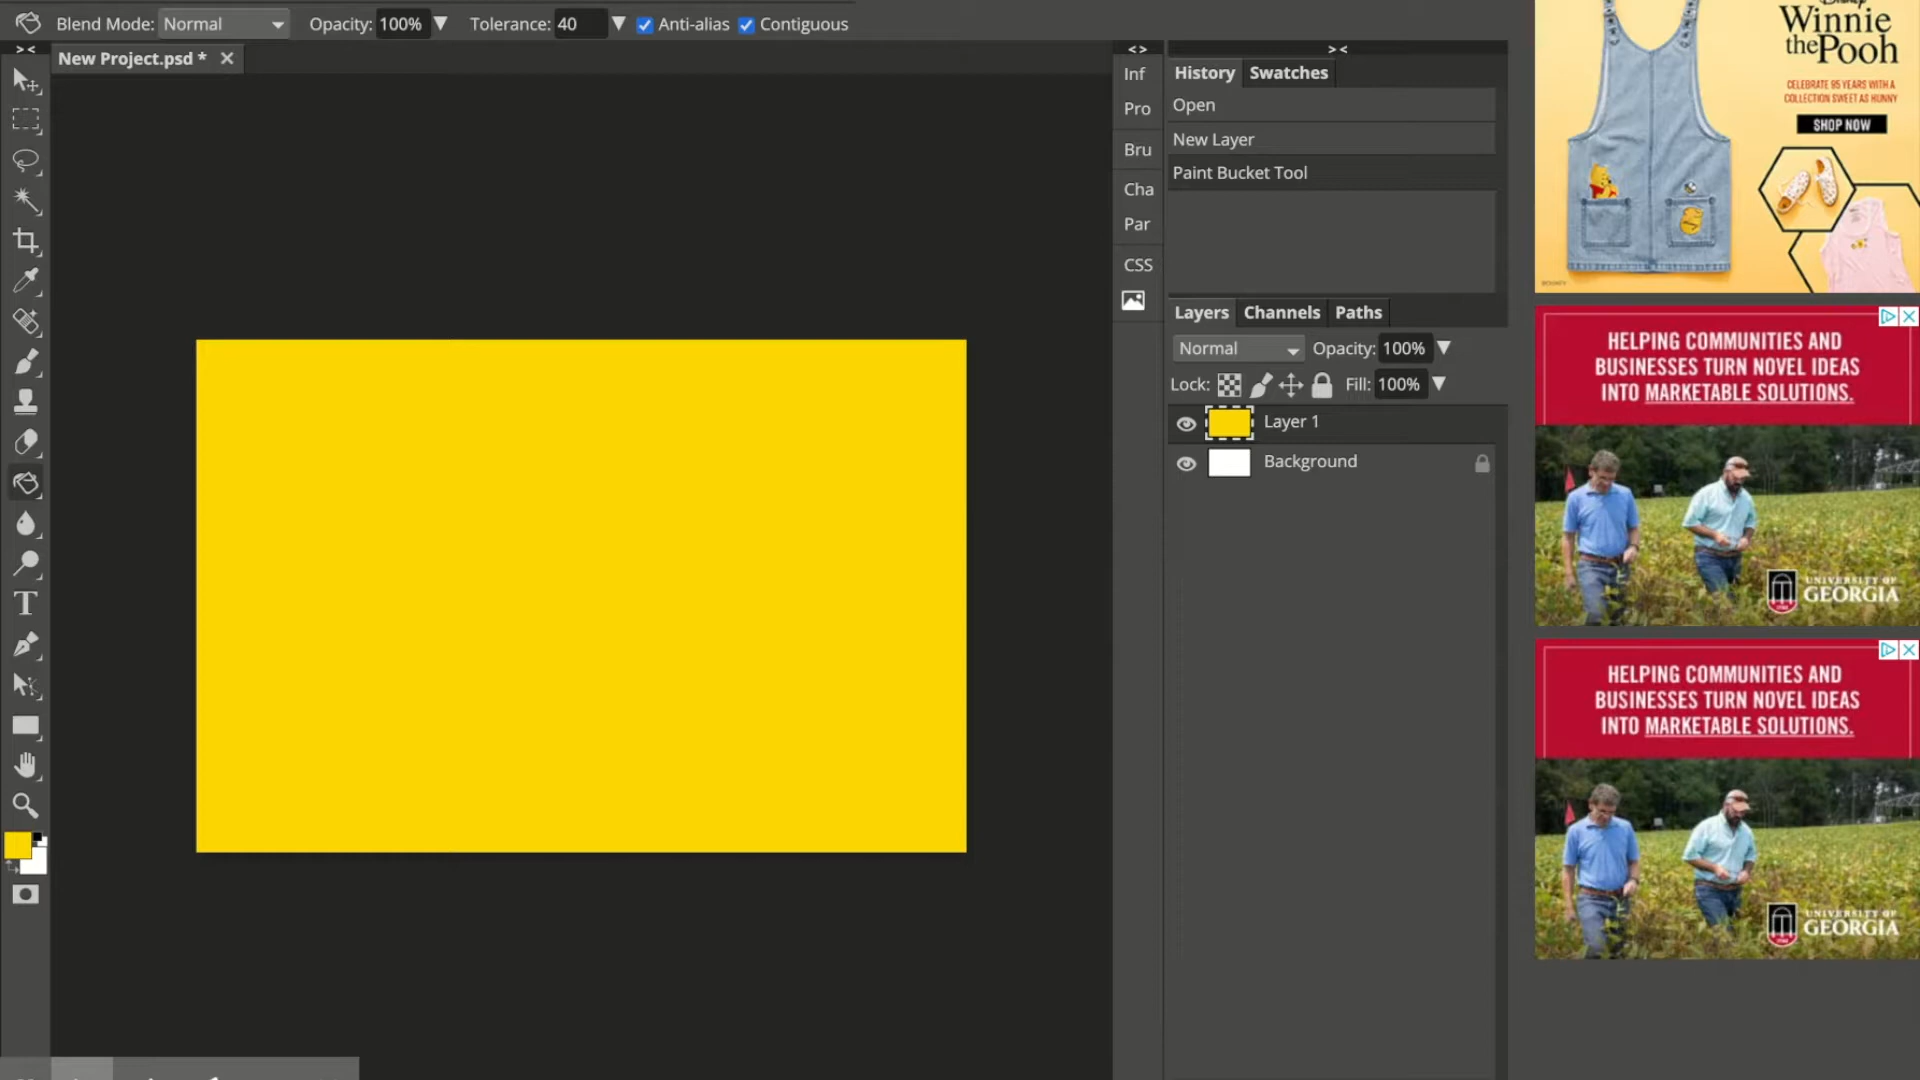 Blend Mode: Normal Opacity: 100% Tolerance: 40 Anti-alias Contiguous
New Project.psd *
Inf
Pro
Bru
Cha
Par
CSS
History Swatches
Open
New Layer
Paint Bucket Tool
Layers Channels Paths
Normal Opacity: 100%
Lock: Fill: 100%
Layer 1
Background
Winnie
the Pooh
CELEBRATE 95 YEARS WITH A
COLLECTION SWEET AS HUNNY
SHOP NOW
HELPING COMMUNITIES AND
BUSINESSES TURN NOVEL IDEAS
INTO MARKETABLE SOLUTIONS.
UNIVERSITY OF
GEORGIA
HELPING COMMUNITIES AND
BUSINESSES TURN NOVEL IDEAS
INTO MARKETABLE SOLUTIONS.
UNIVERSITY OF
GEORGIA